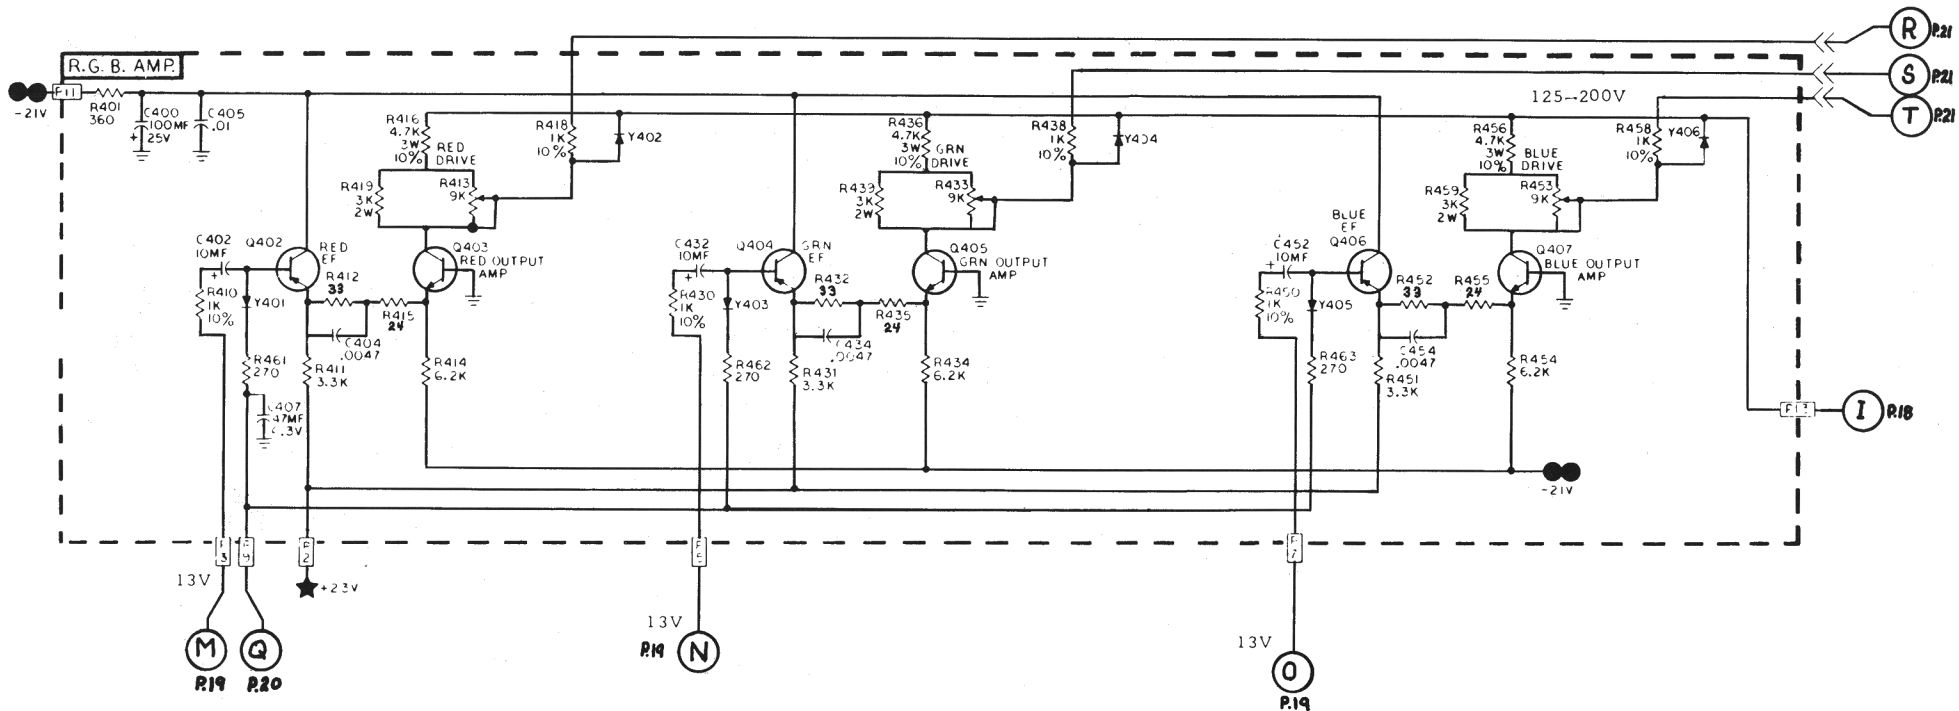 R
P.21
R.G.B. AMP.
S
P.21
-21V
R401
360
C400
100MF
25V
C405
.01
R416
4.7K
3W
10%
RED
DRIVE
R418
1K
10%
Y402
R436
4.7K
3W
10%
GRN
DRIVE
R438
1K
10%
Y404
125-200V
R456
4.7K
3W
10%
BLUE
DRIVE
R458
1K
10%
Y406
T
P.21
R419
3K
2W
R413
9K
R439
3K
2W
R433
9K
R459
3K
2W
R453
9K
C402
10MF
+
Q402
RED
EF
R412
33
Q403
RED OUTPUT
AMP
C432
10MF
+
Q404
GRN
EF
R432
33
Q405
GRN OUTPUT
AMP
C452
10MF
+
BLUE
EF
Q406
R452
33
R455
24
Q407
BLUE OUTPUT
AMP
R410
1K
10%
Y401
R415
24
C404
.0047
R430
1K
10%
Y403
R435
24
C434
.0047
R450
1K
10%
Y405
C454
.0047
R461
270
R411
3.3K
R414
6.2K
R462
270
R431
3.3K
R434
6.2K
R463
270
R451
3.3K
R454
6.2K
C407
47MF
I
P.18
-21V
13V
+23V
13V
13V
M
P.19
Q
P.20
P.19
N
O
P.19